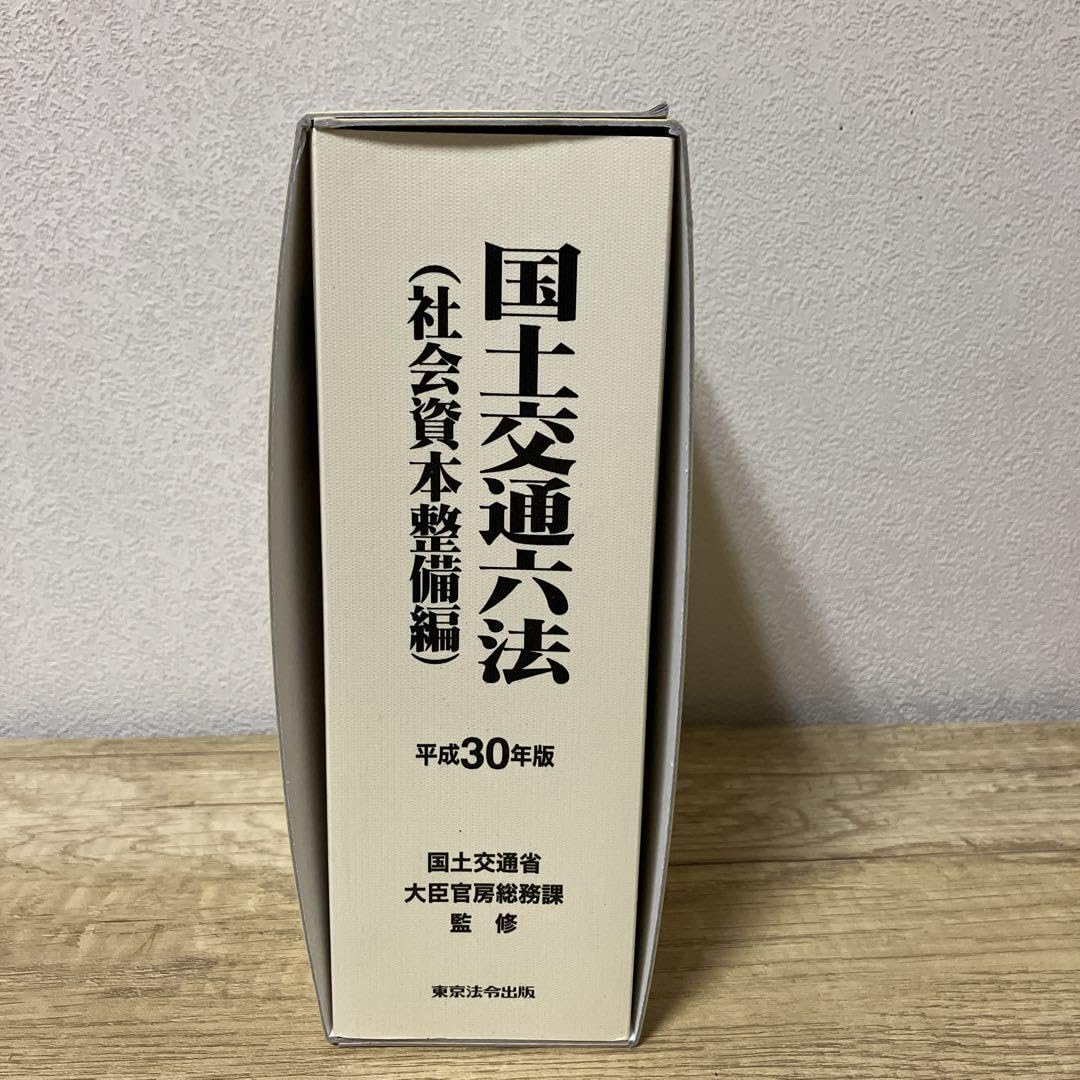 国土交通六法
（社会資本整備編）
平成30年版
国土交通省
大臣官房総務課
監 修
東京法令出版